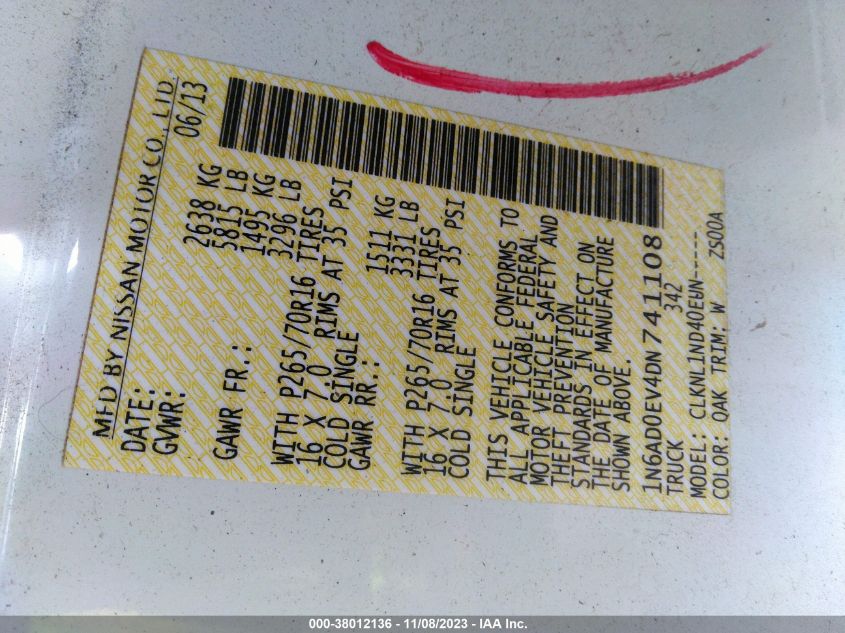 MFD BY NISSAN MOTOR CO., LTD.
DATE: 06/13
GVWR: 2638 KG
5815 LB
GAWR FR.: 1495 KG
3296 LB
WITH P265/70R16 TIRES
16 X 7.0 RIMS AT 35 PSI
COLD SINGLE
GAWR RR.: 1511 KG
3331 LB
WITH P265/70R16 TIRES
16 X 7.0 RIMS AT 35 PSI
COLD SINGLE
THIS VEHICLE CONFORMS TO
ALL APPLICABLE FEDERAL
MOTOR VEHICLE SAFETY AND
THEFT PREVENTION
STANDARDS IN EFFECT ON
THE DATE OF MANUFACTURE
SHOWN ABOVE.
1N6AD0EV4DN741108
TRUCK 342
MODEL: CLKNLND40EUN-----
COLOR: QAK TRIM: W ZS00A
000-38012136 - 11/08/2023 - IAA Inc.